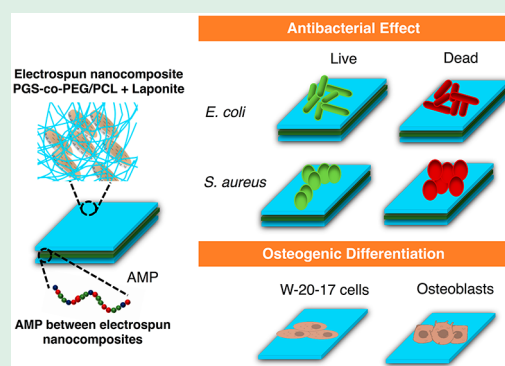 Electrospun nanocomposite
PGS-co-PEG/PCL + Laponite
AMP
AMP between electrospun
nanocomposites
Antibacterial Effect
Live
Dead
E. coli
S. aureus
Osteogenic Differentiation
W-20-17 cells
Osteoblasts